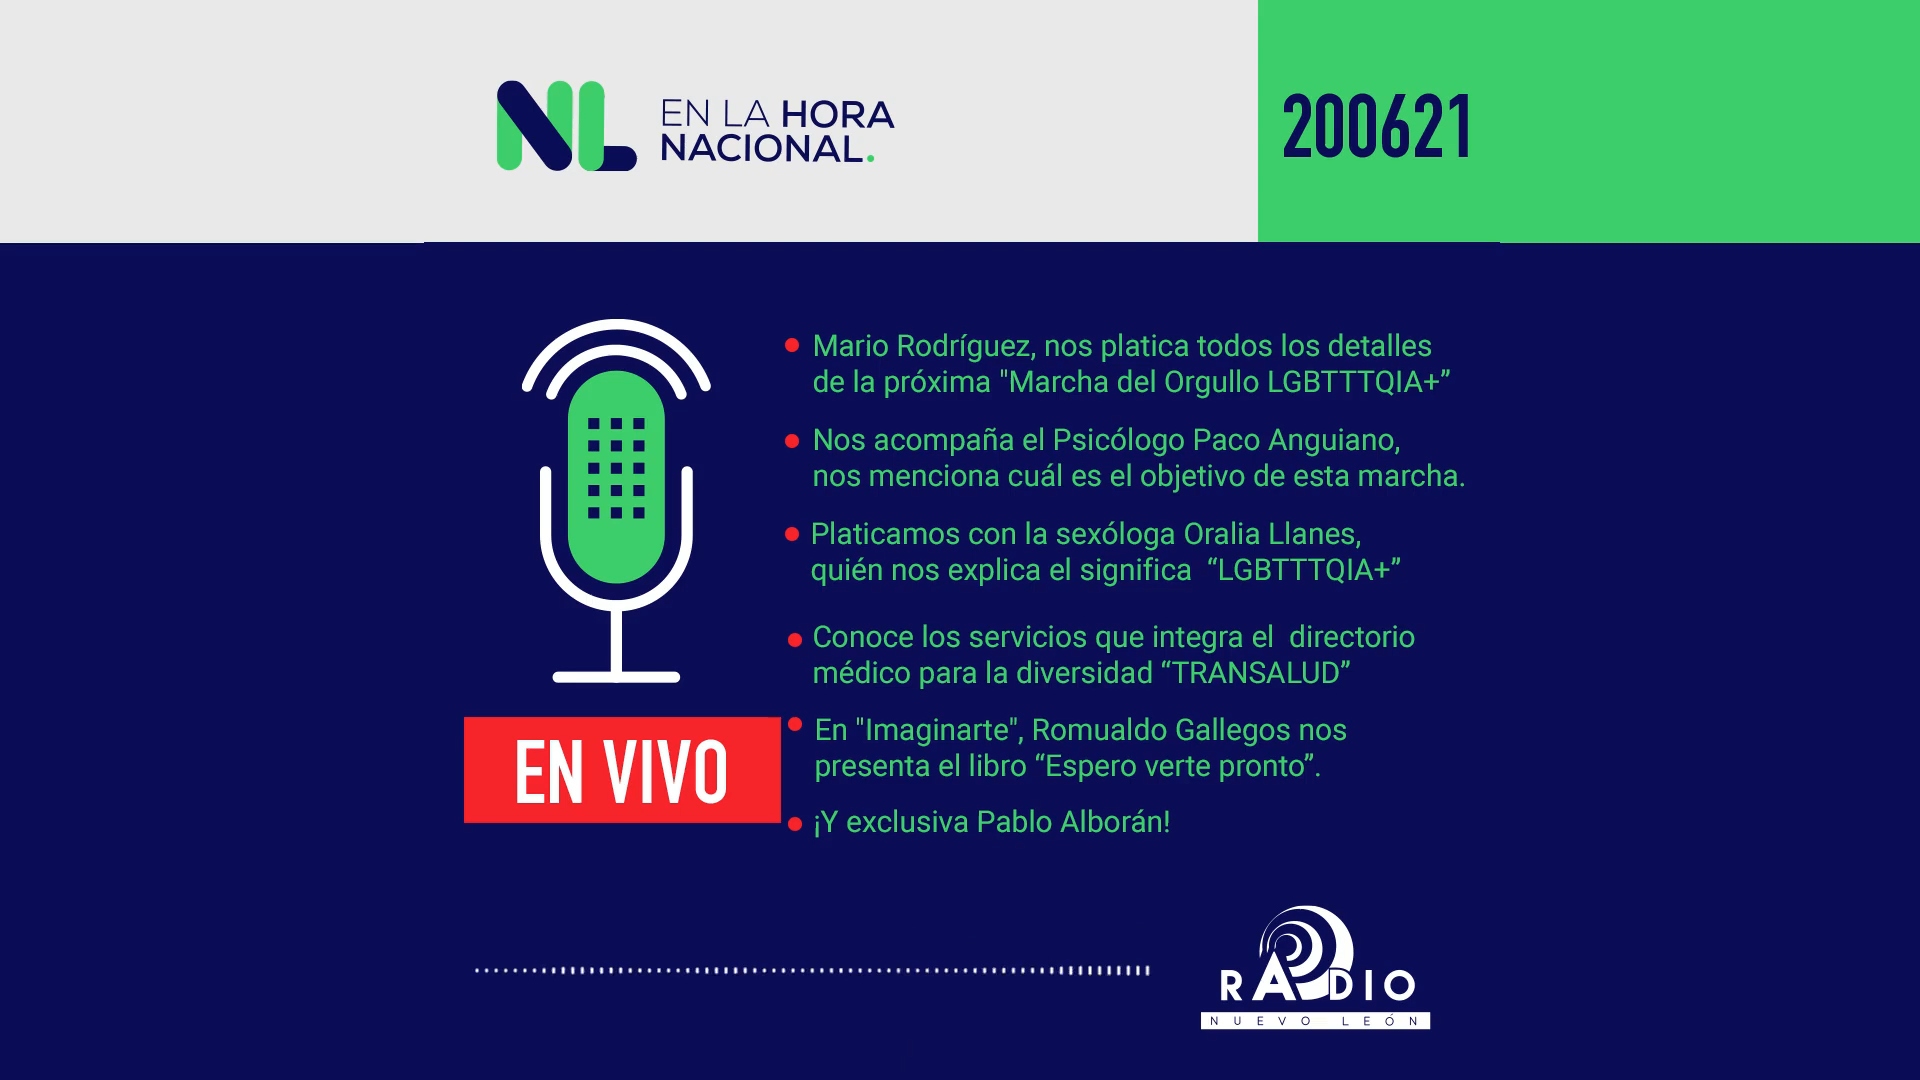 NL EN LA HORA
NACIONAL.
200621
Mario Rodríguez, nos platica todos los detalles
de la próxima "Marcha del Orgullo LGBTTTQIA+”
Nos acompaña el Psicólogo Paco Anguiano,
nos menciona cuál es el objetivo de esta marcha.
Platicamos con la sexóloga Oralia Llanes,
quién nos explica el significa “LGBTTTQIA+”
Conoce los servicios que integra el directorio
médico para la diversidad “TRANSALUD”
En "Imaginarte", Romualdo Gallegos nos
presenta el libro “Espero verte pronto”.
¡Y exclusiva Pablo Alborán!
EN VIVO
RADIO
NUEVO LEÓN